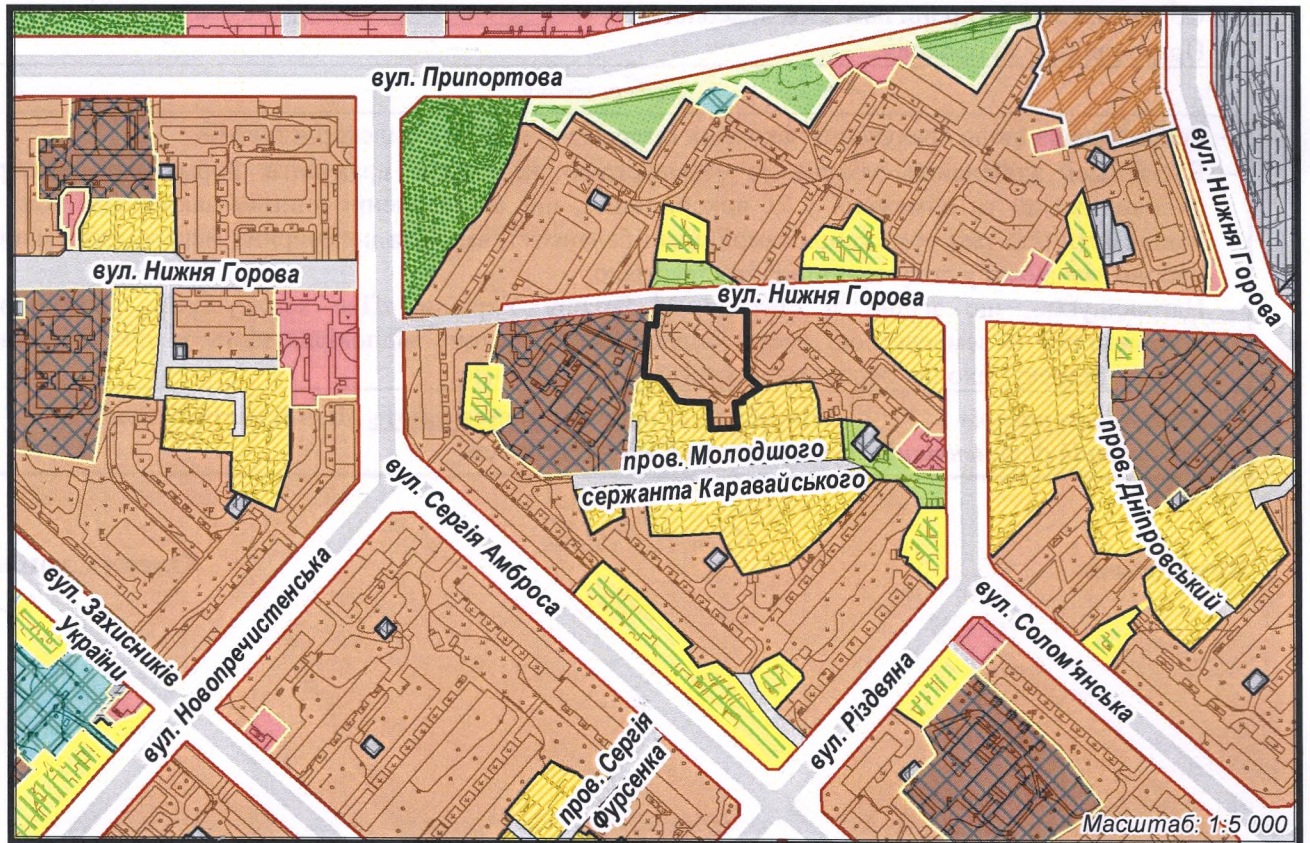 вул. Припортова
вул. Нижня Горова
вул. Нижня Горова
вул. Нижня Горова
пров. Молодшого
сержанта Каравайського
пров. Дніпровський
вул. Сергія Амброса
вул. Захисників
України
вул. Новопречистенська
вул. Солом'янська
вул. Різдвяна
пров. Сергія
Фурсенка
Масштаб: 1:5 000